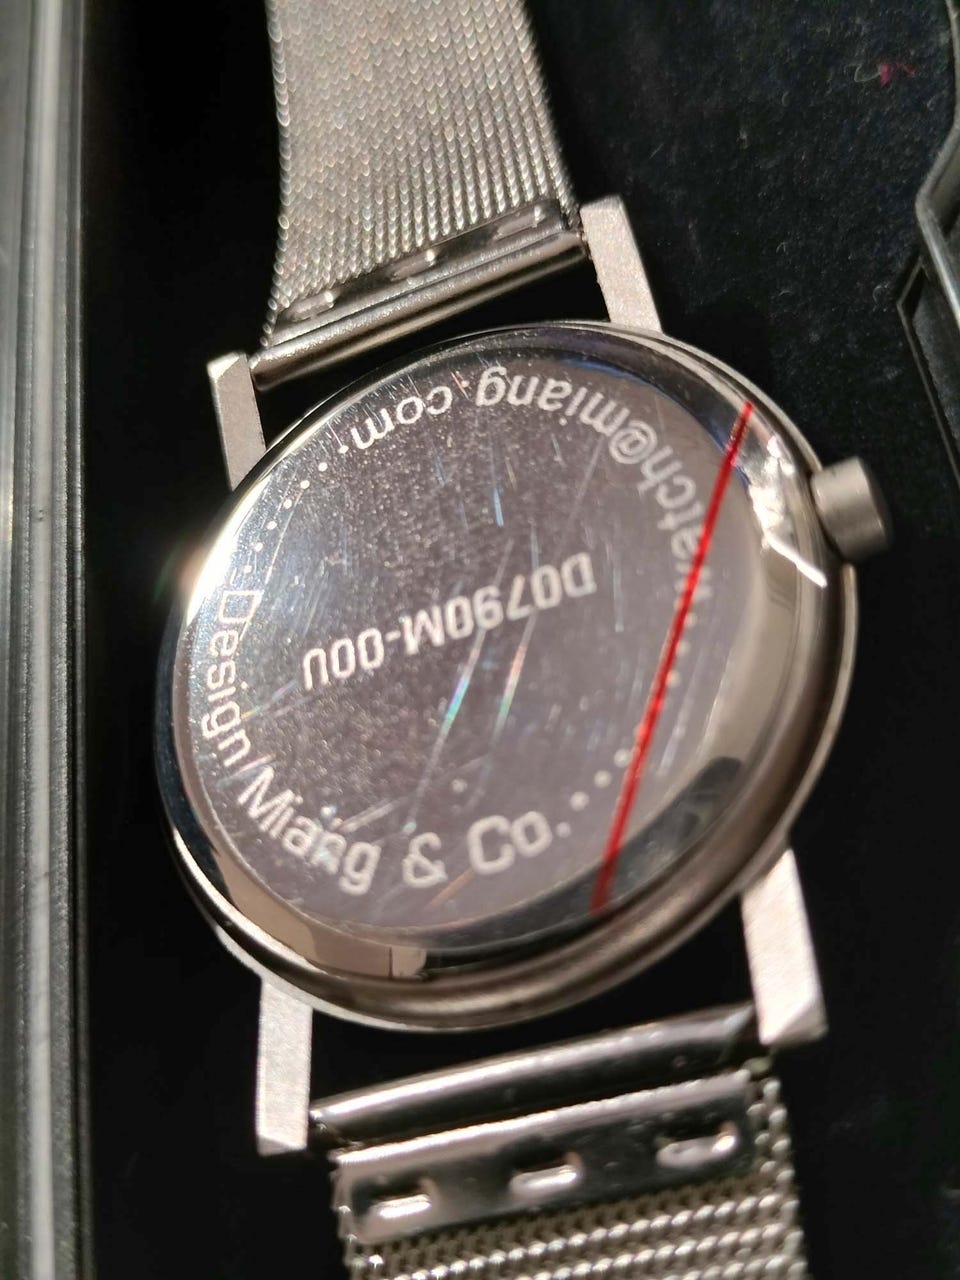 Design/Miang & Co.......watch@miang.com........
D0790M-00U